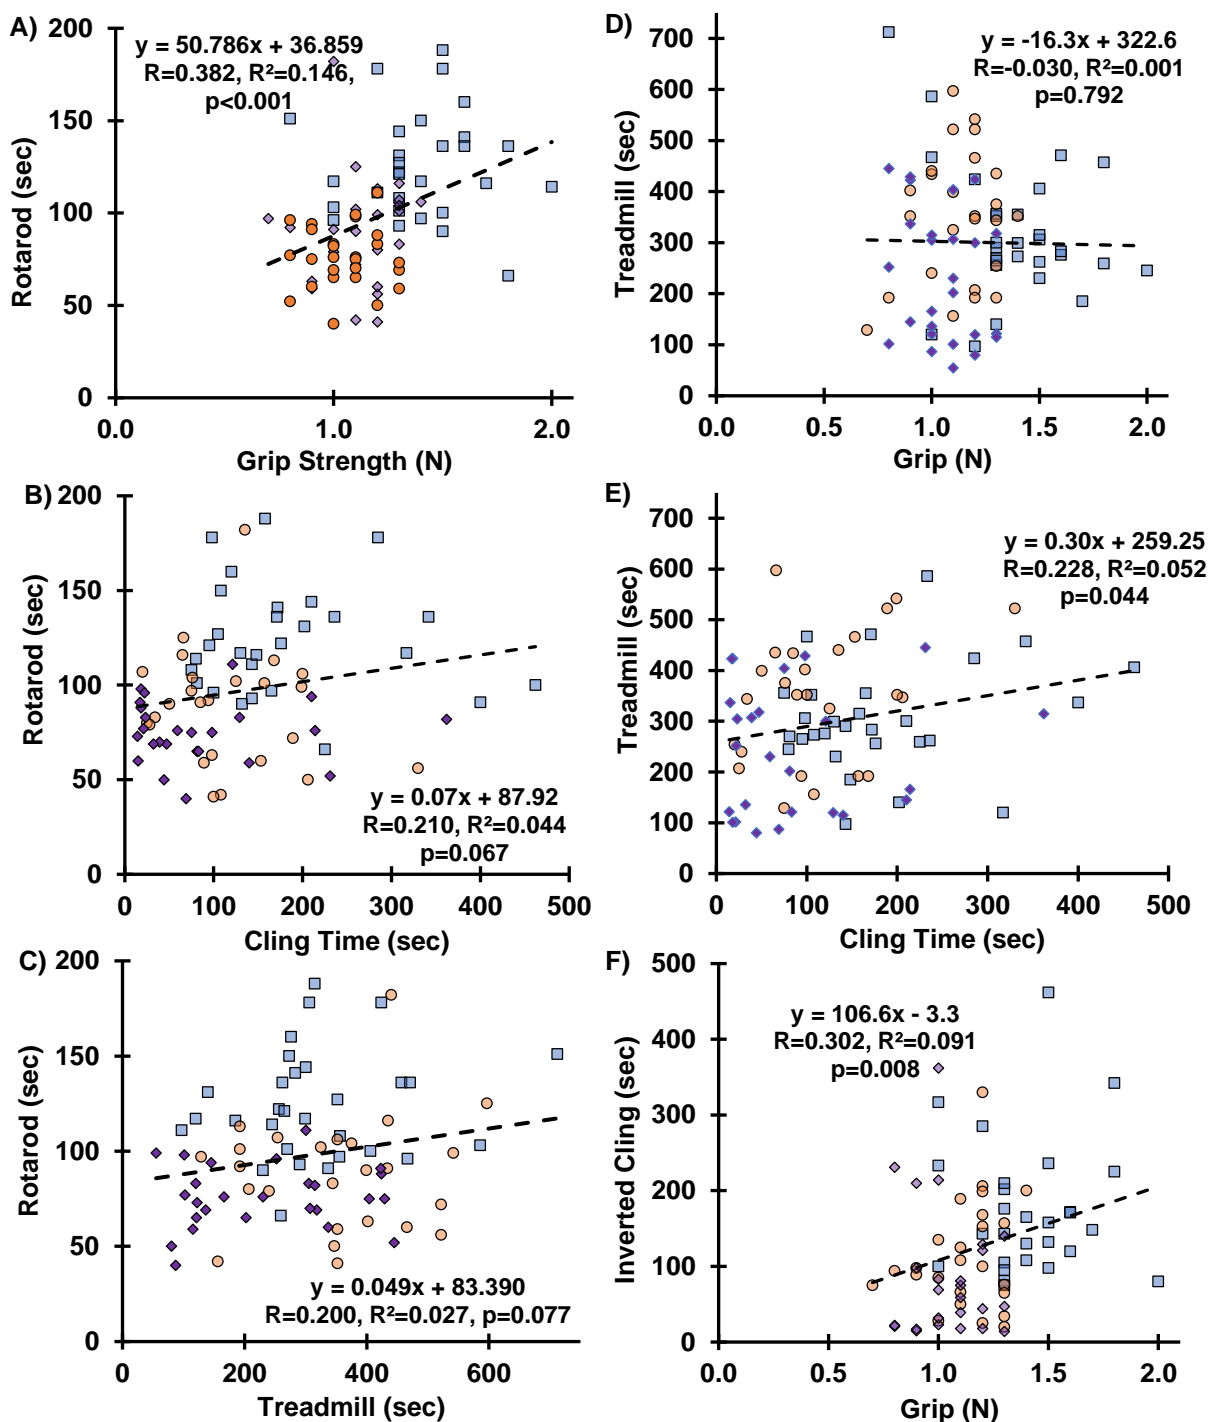 A)
200
150
100
50
0
0.0
1.0
2.0
Rotarod (sec)
Grip Strength (N)
y = 50.786x + 36.859
R=0.382, R²=0.146,
p<0.001
D)
700
600
500
400
300
200
100
0
0.0
0.5
1.0
1.5
2.0
Treadmill (sec)
Grip (N)
y = -16.3x + 322.6
R=-0.030, R²=0.001
p=0.792
B)
200
150
100
50
0
0
100
200
300
400
500
Rotarod (sec)
Cling Time (sec)
y = 0.07x + 87.92
R=0.210, R²=0.044
p=0.067
E)
700
600
500
400
300
200
100
0
0
100
200
300
400
500
Treadmill (sec)
Cling Time (sec)
y = 0.30x + 259.25
R=0.228, R²=0.052
p=0.044
C)
200
150
100
50
0
0
200
400
600
Rotarod (sec)
Treadmill (sec)
y = 0.049x + 83.390
R=0.200, R²=0.027, p=0.077
F)
500
400
300
200
100
0
0.0
0.5
1.0
1.5
2.0
Inverted Cling (sec)
Grip (N)
y = 106.6x - 3.3
R=0.302, R²=0.091
p=0.008